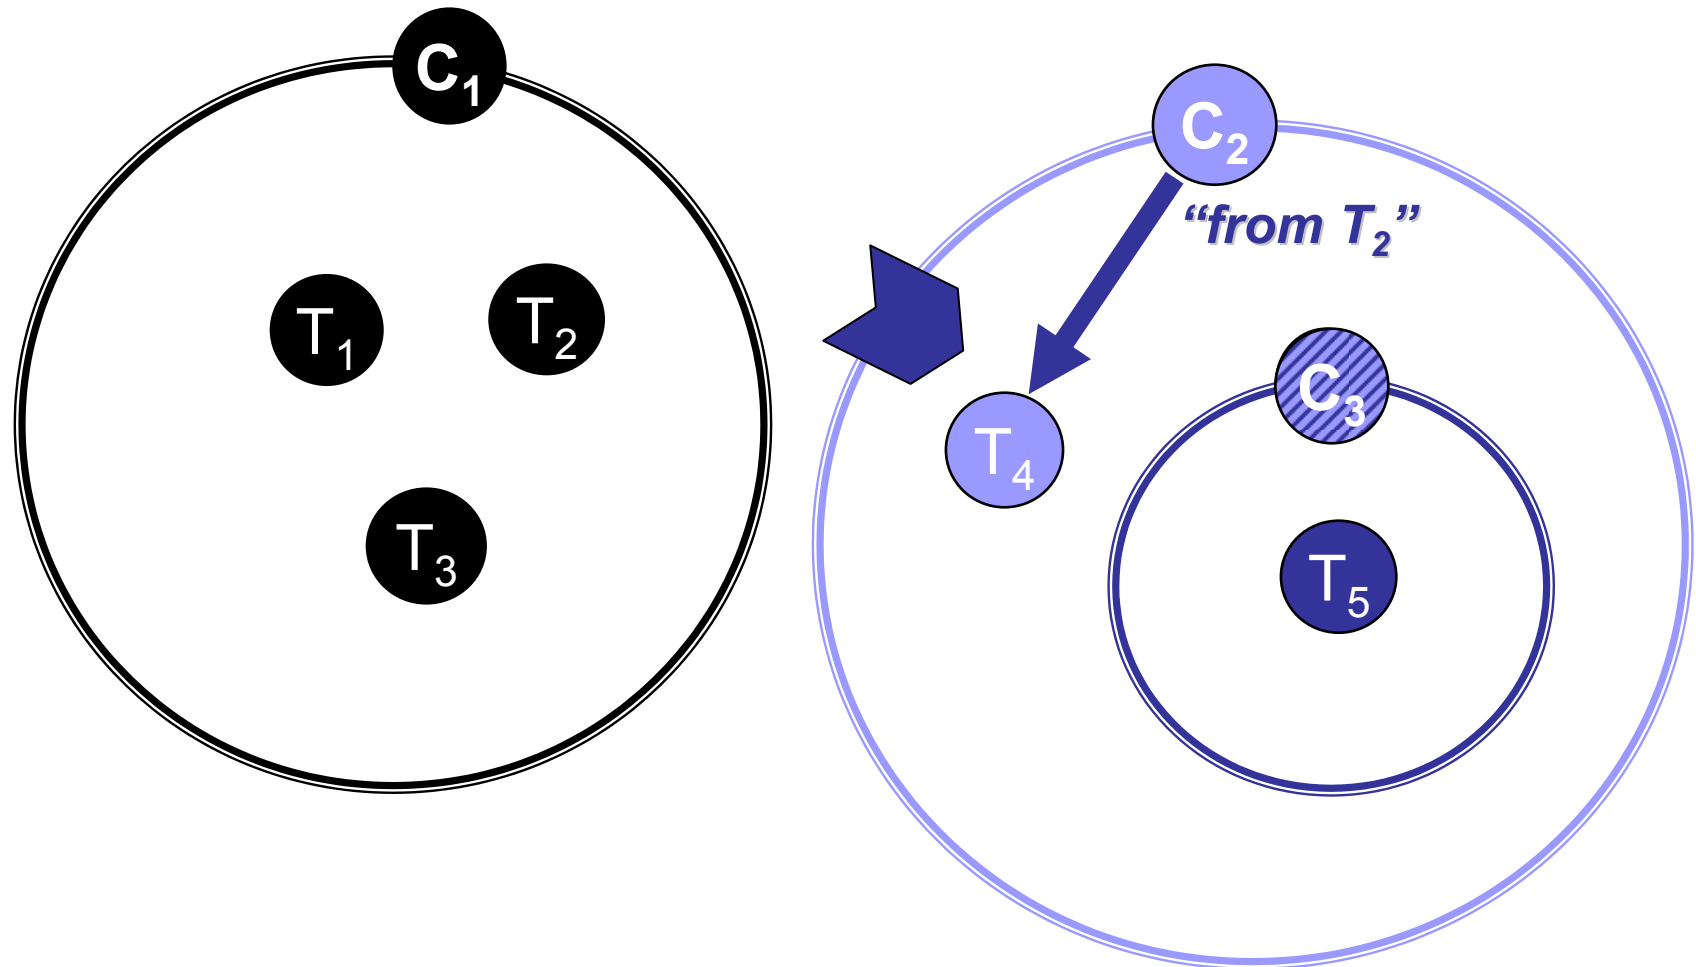 C₁
C₂
“from T₂”
T₁
T₂
C₃
T₄
T₃
T₅